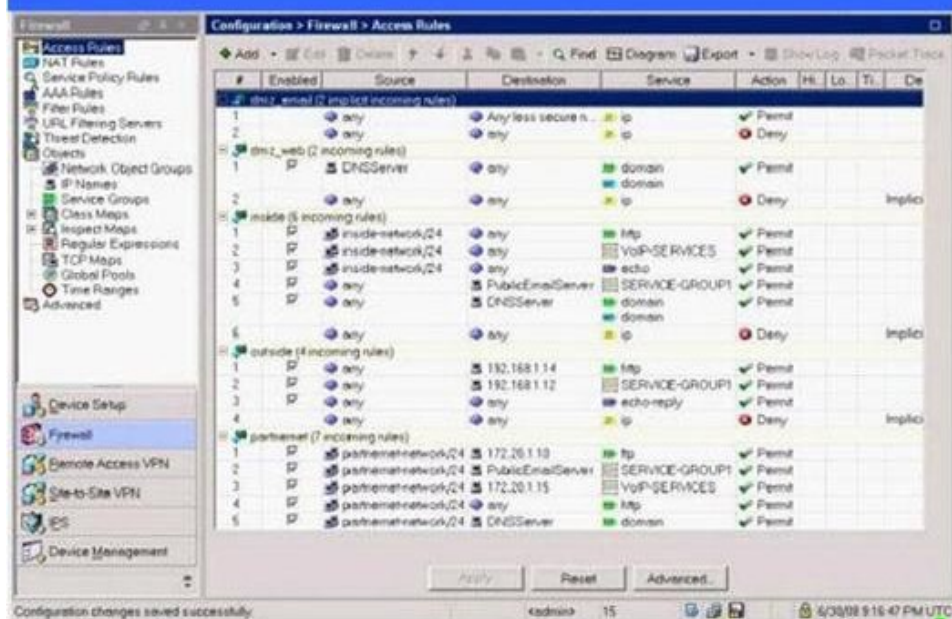 Firewall
Access Rules
NAT Rules
Service Policy Rules
AAA Rules
Filter Rules
URL Filtering Servers
Threat Detection
Objects
Network Object Groups
IP Names
Service Groups
Class Maps
Inspect Maps
Regular Expressions
TCP Maps
Global Pools
Time Ranges
Advanced
Device Setup
Firewall
Remote Access VPN
Site-to-Site VPN
IPS
Device Management
Configuration > Firewall > Access Rules
Add Edit Delete Find Diagram Export Show Log Packet Trace
# Enabled Source Destination Service Action Hi.. Lo.. Ti.. De
dmz_email (2 implicit incoming rules)
1 any Any less secure n... ip Permit
2 any any ip Deny
dmz_web (2 incoming rules)
1 DNSServer any domain Permit
domain
2 any any ip Deny Implici
inside (6 incoming rules)
1 inside-network/24 any http Permit
2 inside-network/24 any VoIP-SERVICES Permit
3 inside-network/24 any echo Permit
4 any PublicEmailServer SERVICE-GROUP1 Permit
5 any DNSServer domain Permit
domain
6 any any ip Deny Implici
outside (4 incoming rules)
1 any 192.168.1.14 http Permit
2 any 192.168.1.12 SERVICE-GROUP1 Permit
3 any any echo-reply Permit
4 any any ip Deny Implici
partnernet (7 incoming rules)
1 partnernet-network/24 172.20.1.10 ftp Permit
2 partnernet-network/24 PublicEmailServer SERVICE-GROUP1 Permit
3 partnernet-network/24 172.20.1.15 VoIP-SERVICES Permit
4 partnernet-network/24 any http Permit
5 partnernet-network/24 DNSServer domain Permit
Apply Reset Advanced...
Configuration changes saved successfully. <admin> 15 6/30/08 9:16:47 PM UTC